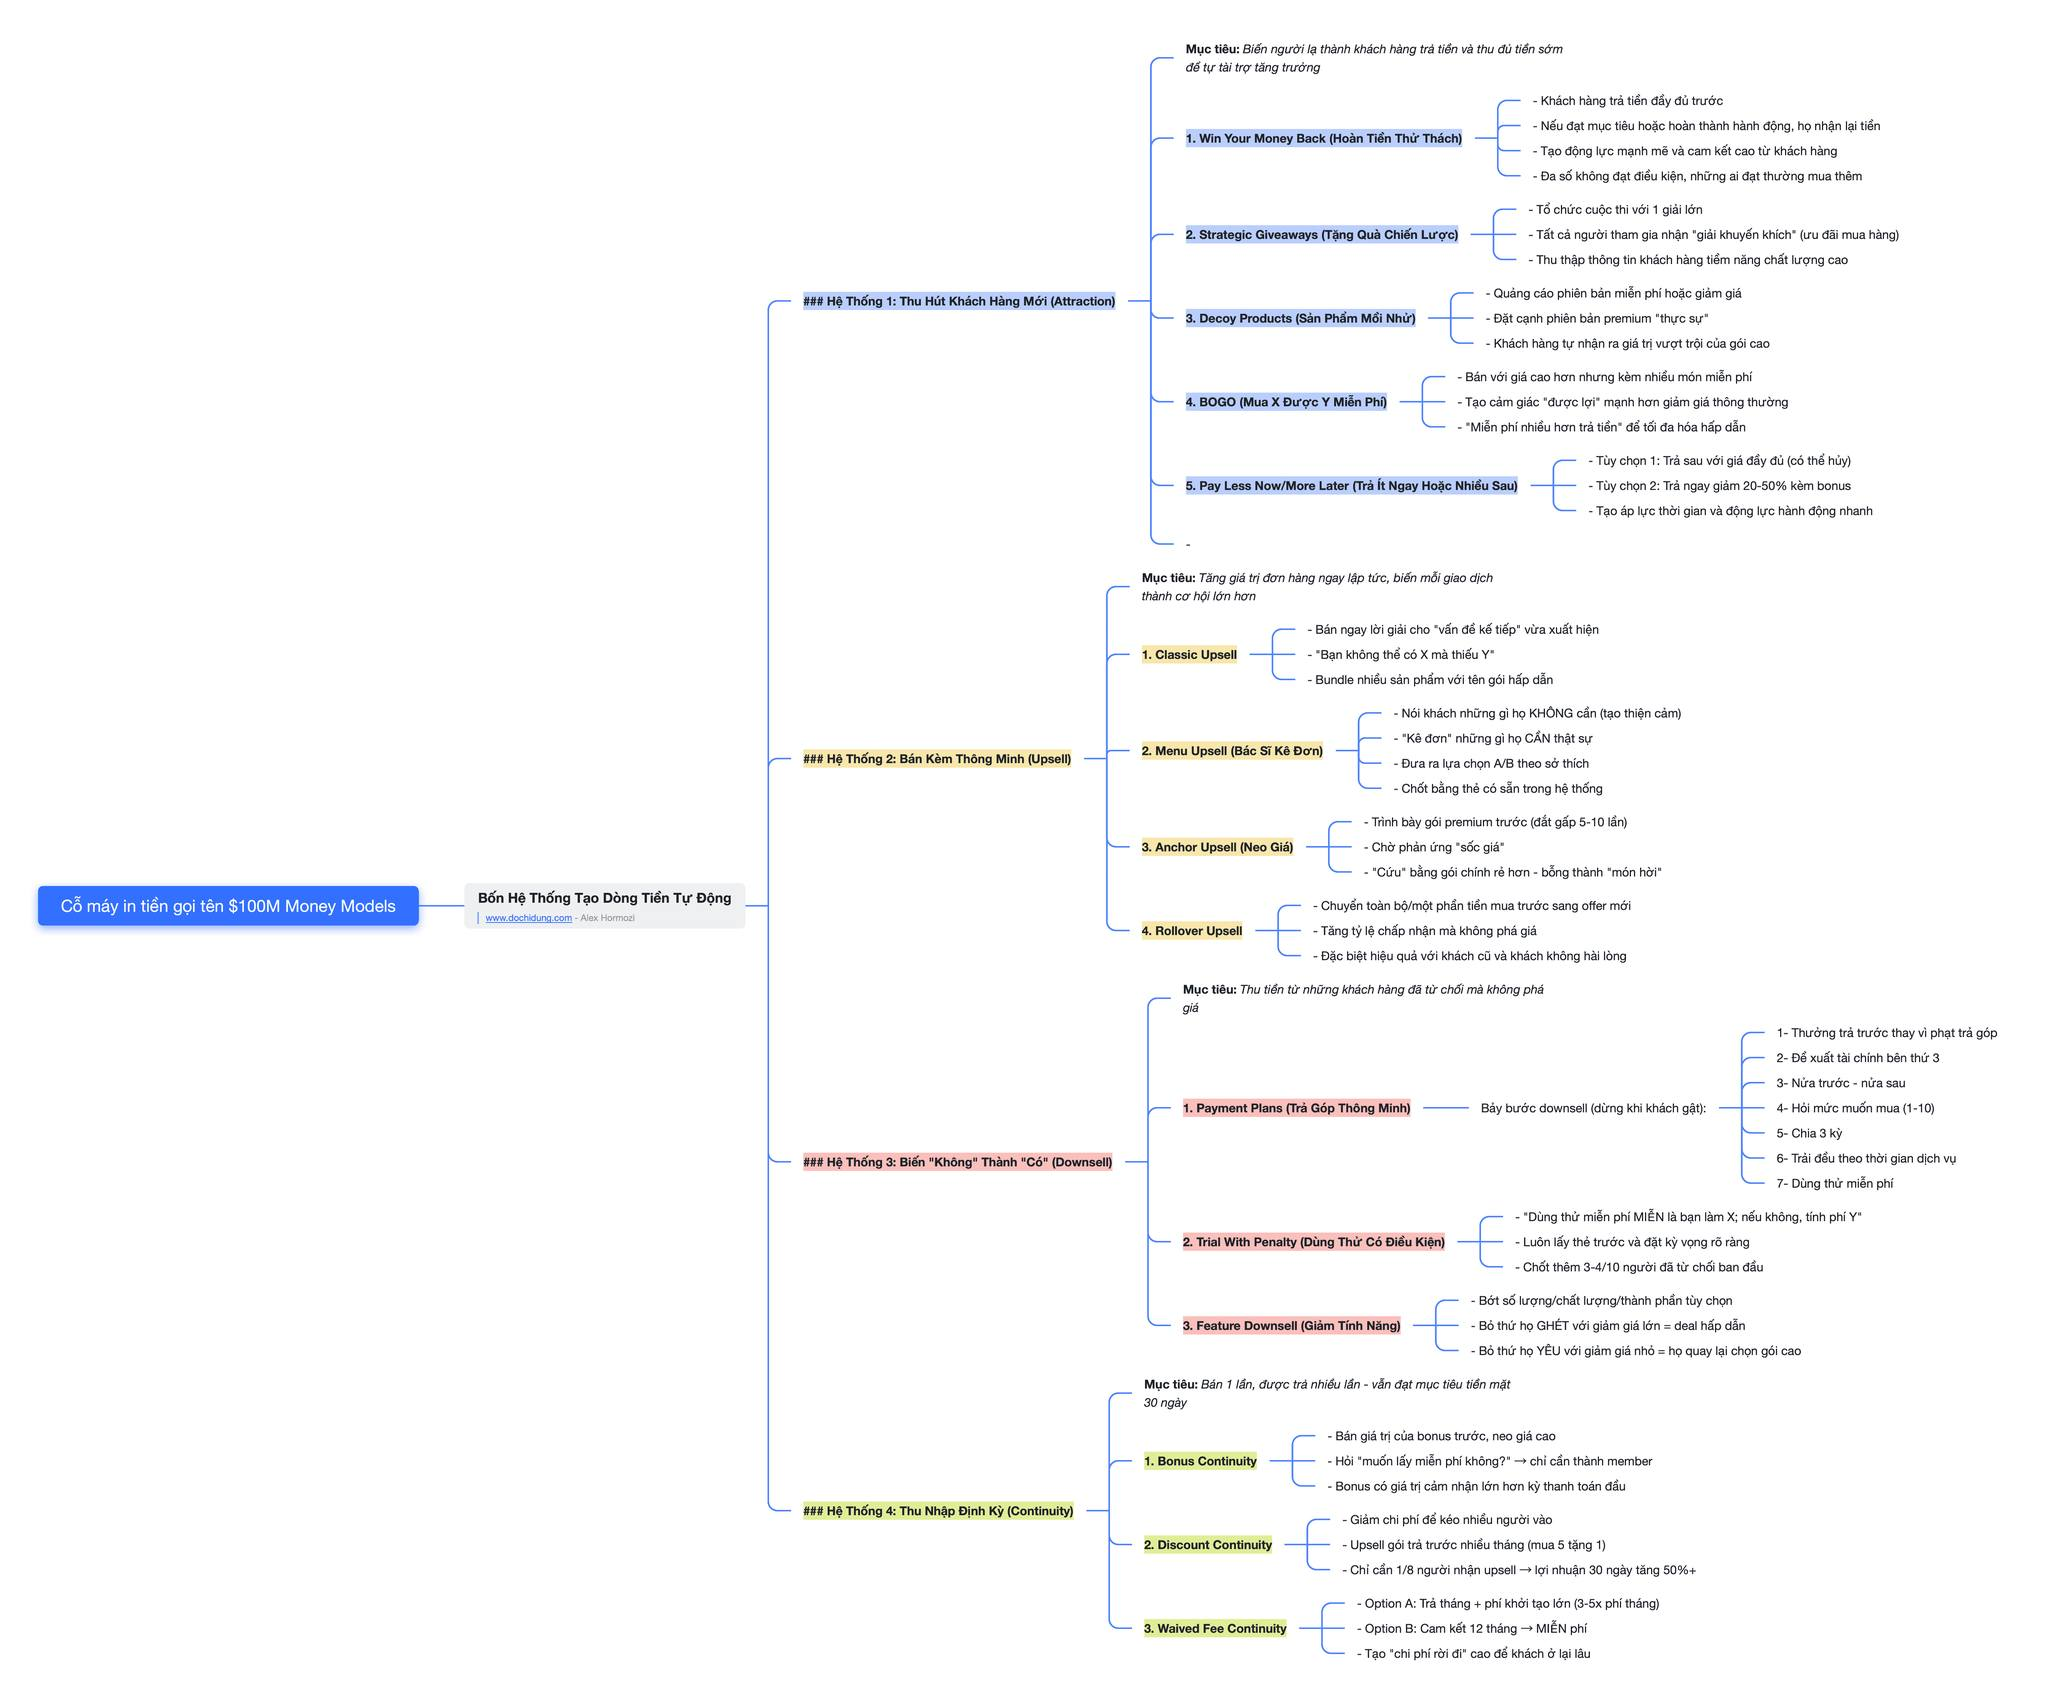 Cỗ máy in tiền gọi tên $100M Money Models
Bốn Hệ Thống Tạo Dòng Tiền Tự Động
www.dochidung.com - Alex Hormozi
### Hệ Thống 1: Thu Hút Khách Hàng Mới (Attraction)
Mục tiêu: Biến người lạ thành khách hàng trả tiền và thu đủ tiền sớm
để tự tài trợ tăng trưởng
1. Win Your Money Back (Hoàn Tiền Thử Thách)
- Khách hàng trả tiền đầy đủ trước
- Nếu đạt mục tiêu hoặc hoàn thành hành động, họ nhận lại tiền
- Tạo động lực mạnh mẽ và cam kết cao từ khách hàng
- Đa số không đạt điều kiện, những ai đạt thường mua thêm
2. Strategic Giveaways (Tặng Quà Chiến Lược)
- Tổ chức cuộc thi với 1 giải lớn
- Tất cả người tham gia nhận "giải khuyến khích" (ưu đãi mua hàng)
- Thu thập thông tin khách hàng tiềm năng chất lượng cao
3. Decoy Products (Sản Phẩm Mồi Nhử)
- Quảng cáo phiên bản miễn phí hoặc giảm giá
- Đặt cạnh phiên bản premium "thực sự"
- Khách hàng tự nhận ra giá trị vượt trội của gói cao
4. BOGO (Mua X Được Y Miễn Phí)
- Bán với giá cao hơn nhưng kèm nhiều món miễn phí
- Tạo cảm giác "được lợi" mạnh hơn giảm giá thông thường
- "Miễn phí nhiều hơn trả tiền" để tối đa hóa hấp dẫn
5. Pay Less Now/More Later (Trả Ít Ngay Hoặc Nhiều Sau)
- Tùy chọn 1: Trả sau với giá đầy đủ (có thể hủy)
- Tùy chọn 2: Trả ngay giảm 20-50% kèm bonus
- Tạo áp lực thời gian và động lực hành động nhanh
-
### Hệ Thống 2: Bán Kèm Thông Minh (Upsell)
Mục tiêu: Tăng giá trị đơn hàng ngay lập tức, biến mỗi giao dịch
thành cơ hội lớn hơn
1. Classic Upsell
- Bán ngay lời giải cho "vấn đề kế tiếp" vừa xuất hiện
- "Bạn không thể có X mà thiếu Y"
- Bundle nhiều sản phẩm với tên gói hấp dẫn
2. Menu Upsell (Bác Sĩ Kê Đơn)
- Nói khách những gì họ KHÔNG cần (tạo thiện cảm)
- "Kê đơn" những gì họ CẦN thật sự
- Đưa ra lựa chọn A/B theo sở thích
- Chốt bằng thẻ có sẵn trong hệ thống
3. Anchor Upsell (Neo Giá)
- Trình bày gói premium trước (đắt gấp 5-10 lần)
- Chờ phản ứng "sốc giá"
- "Cứu" bằng gói chính rẻ hơn - bỗng thành "món hời"
4. Rollover Upsell
- Chuyển toàn bộ/một phần tiền mua trước sang offer mới
- Tăng tỷ lệ chấp nhận mà không phá giá
- Đặc biệt hiệu quả với khách cũ và khách không hài lòng
### Hệ Thống 3: Biến "Không" Thành "Có" (Downsell)
Mục tiêu: Thu tiền từ những khách hàng đã từ chối mà không phá
giá
1. Payment Plans (Trả Góp Thông Minh)
Bảy bước downsell (dừng khi khách gật):
1- Thưởng trả trước thay vì phạt trả góp
2- Đề xuất tài chính bên thứ 3
3- Nửa trước - nửa sau
4- Hỏi mức muốn mua (1-10)
5- Chia 3 kỳ
6- Trải đều theo thời gian dịch vụ
7- Dùng thử miễn phí
2. Trial With Penalty (Dùng Thử Có Điều Kiện)
- "Dùng thử miễn phí MIỄN là bạn làm X; nếu không, tính phí Y"
- Luôn lấy thẻ trước và đặt kỳ vọng rõ ràng
- Chốt thêm 3-4/10 người đã từ chối ban đầu
3. Feature Downsell (Giảm Tính Năng)
- Bớt số lượng/chất lượng/thành phần tùy chọn
- Bỏ thứ họ GHÉT với giảm giá lớn = deal hấp dẫn
- Bỏ thứ họ YÊU với giảm giá nhỏ = họ quay lại chọn gói cao
### Hệ Thống 4: Thu Nhập Định Kỳ (Continuity)
Mục tiêu: Bán 1 lần, được trả nhiều lần - vẫn đạt mục tiêu tiền mặt
30 ngày
1. Bonus Continuity
- Bán giá trị của bonus trước, neo giá cao
- Hỏi "muốn lấy miễn phí không?" → chỉ cần thành member
- Bonus có giá trị cảm nhận lớn hơn kỳ thanh toán đầu
2. Discount Continuity
- Giảm chi phí để kéo nhiều người vào
- Upsell gói trả trước nhiều tháng (mua 5 tặng 1)
- Chỉ cần 1/8 người nhận upsell → lợi nhuận 30 ngày tăng 50%+
3. Waived Fee Continuity
- Option A: Trả tháng + phí khởi tạo lớn (3-5x phí tháng)
- Option B: Cam kết 12 tháng → MIỄN phí
- Tạo "chi phí rời đi" cao để khách ở lại lâu